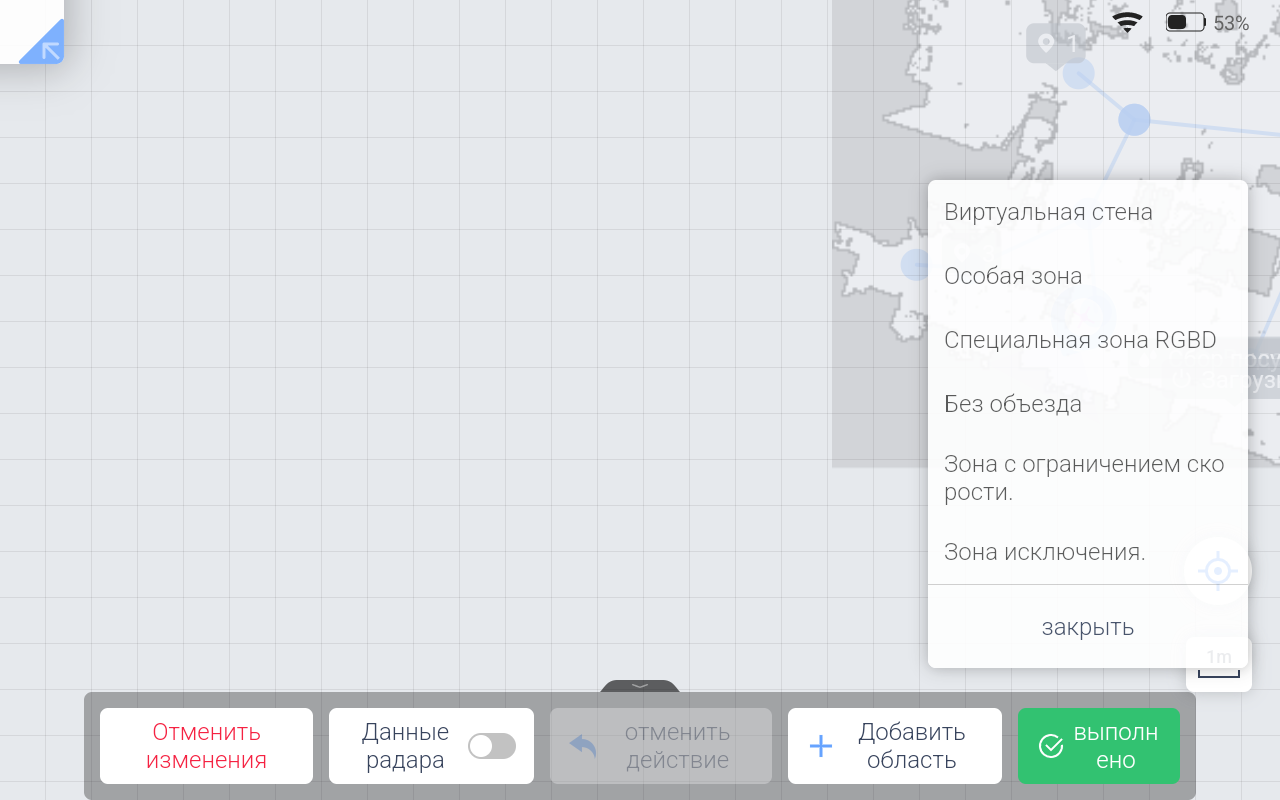 53%
1
Виртуальная стена
Особая зона
Специальная зона RGBD
Без объезда
Зона с ограничением ско
рости.
Зона исключения.
закрыть
1m
Отменить
изменения
Данные
радара
отменить
действие
Добавить
область
выполн
ено